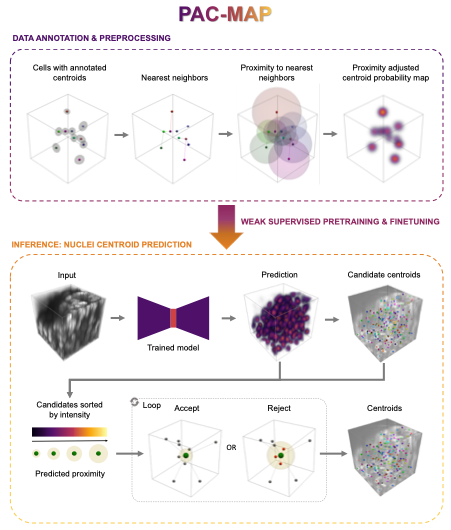 PAC-MAP
DATA ANNOTATION & PREPROCESSING
Cells with annotated
centroids
Nearest neighbors
Proximity to nearest
neighbors
Proximity adjusted
centroid probability map
WEAK SUPERVISED PRETRAINING & FINETUNING
INFERENCE: NUCLEI CENTROID PREDICTION
Input
Trained model
Prediction
Candidate centroids
Candidates sorted
by intensity
Predicted proximity
Loop
Accept
OR
Reject
Centroids